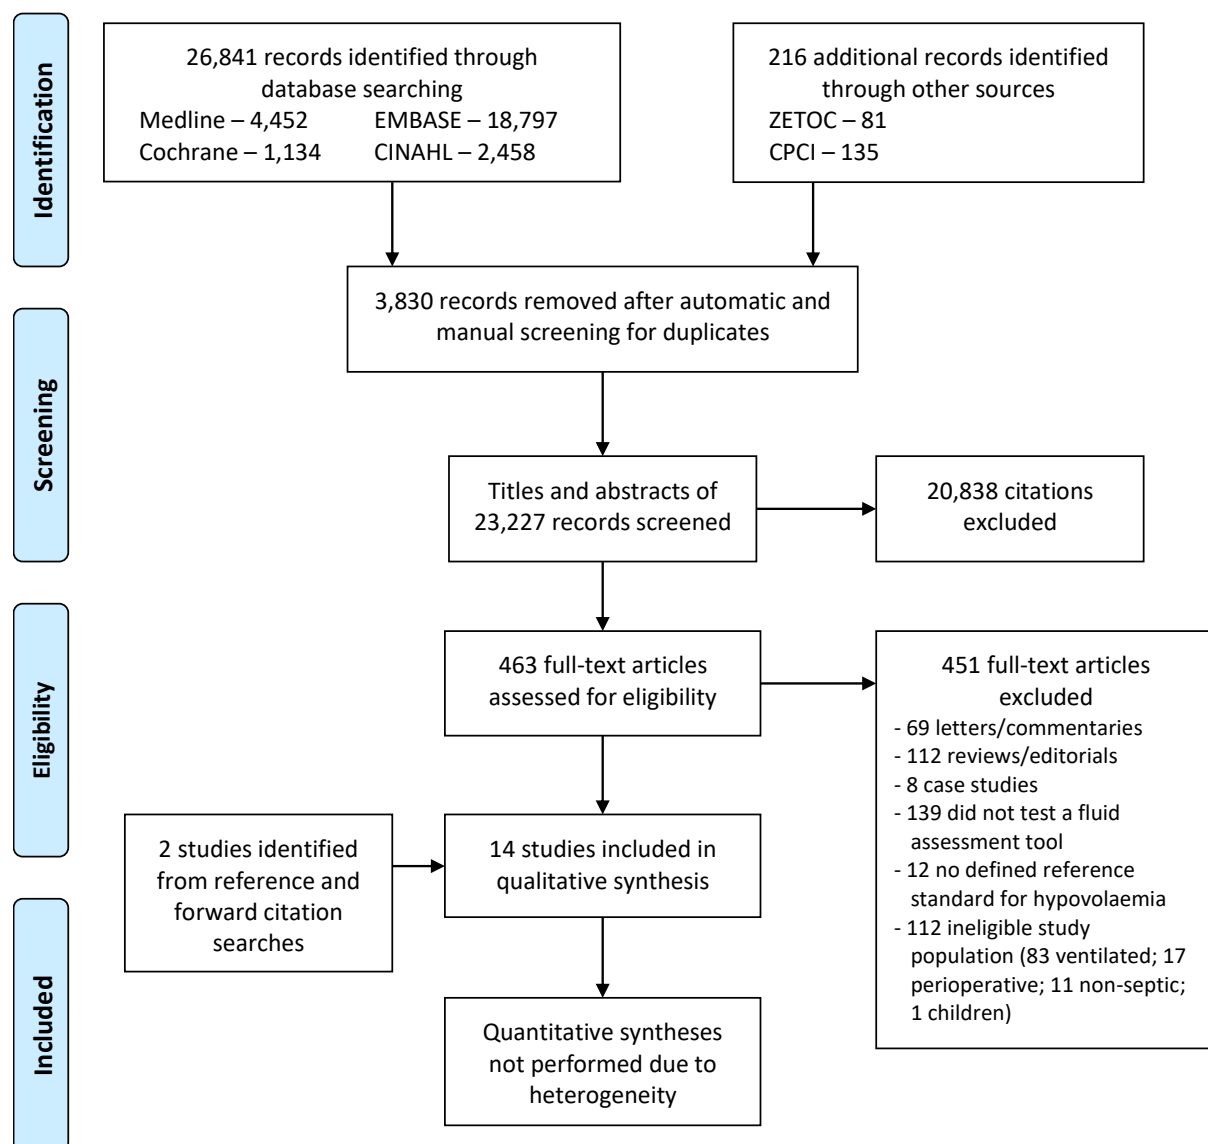 Identification
26,841 records identified through
database searching
Medline – 4,452 EMBASE – 18,797
Cochrane – 1,134 CINAHL – 2,458
216 additional records identified
through other sources
ZETOC – 81
CPCI – 135
3,830 records removed after automatic and
manual screening for duplicates
Screening
Titles and abstracts of
23,227 records screened
20,838 citations
excluded
Eligibility
463 full-text articles
assessed for eligibility
451 full-text articles
excluded
- 69 letters/commentaries
- 112 reviews/editorials
- 8 case studies
- 139 did not test a fluid
assessment tool
- 12 no defined reference
standard for hypovolaemia
- 112 ineligible study
population (83 ventilated; 17
perioperative; 11 non-septic;
1 children)
2 studies identified
from reference and
forward citation
searches
14 studies included in
qualitative synthesis
Included
Quantitative syntheses
not performed due to
heterogeneity